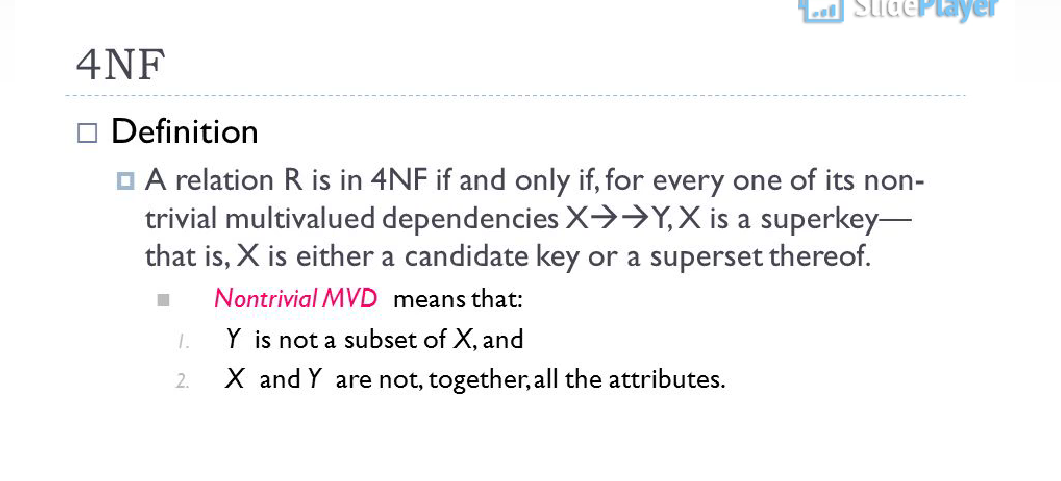 SlidePlayer
4NF
Definition
A relation R is in 4NF if and only if, for every one of its non-
trivial multivalued dependencies X→→Y, X is a superkey—
that is, X is either a candidate key or a superset thereof.
Nontrivial MVD means that:
1. Y is not a subset of X, and
2. X and Y are not, together, all the attributes.